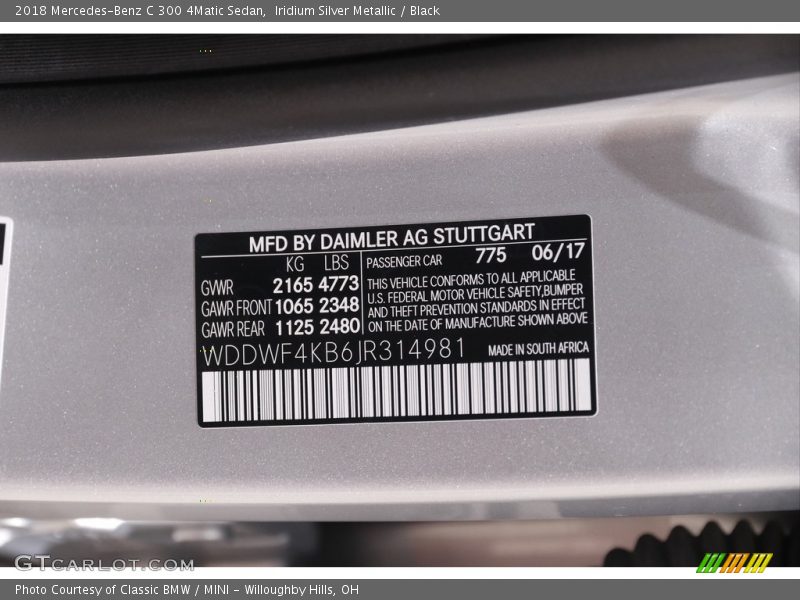 2018 Mercedes-Benz C 300 4Matic Sedan,  Iridium Silver Metallic / Black
MFD BY DAIMLER AG STUTTGART
KG LBS
GVWR 2165 4773
GAWR FRONT 1065 2348
GAWR REAR 1125 2480
PASSENGER CAR 775 06/17
THIS VEHICLE CONFORMS TO ALL APPLICABLE
U.S. FEDERAL MOTOR VEHICLE SAFETY, BUMPER
AND THEFT PREVENTION STANDARDS IN EFFECT
ON THE DATE OF MANUFACTURE SHOWN ABOVE
WDDWF4KB6JR314981 MADE IN SOUTH AFRICA
GTCARLOT.COM
Photo Courtesy of Classic BMW / MINI - Willoughby Hills, OH